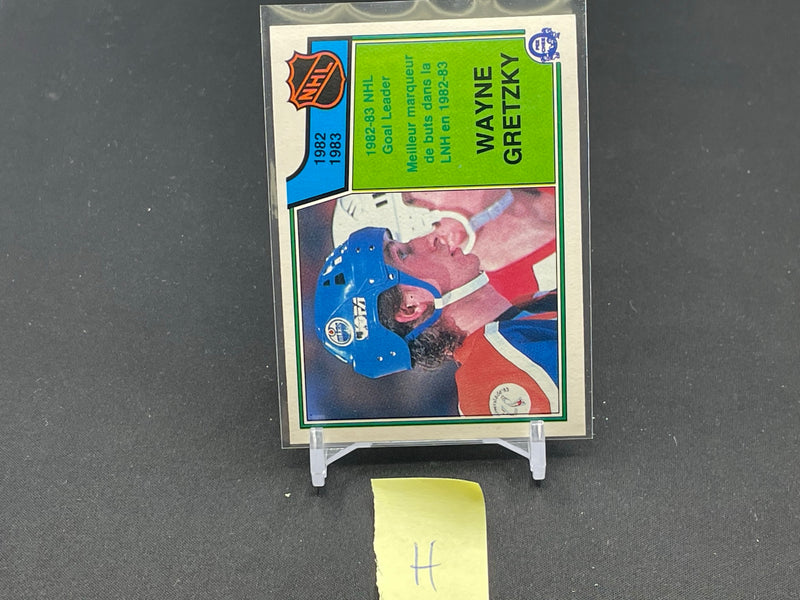 NHL
1982
1983
1982-83 NHL
Goal Leader
Meilleur marqueur
de buts dans la
LNH en 1982-83
WAYNE
GRETZKY
JOFA
H